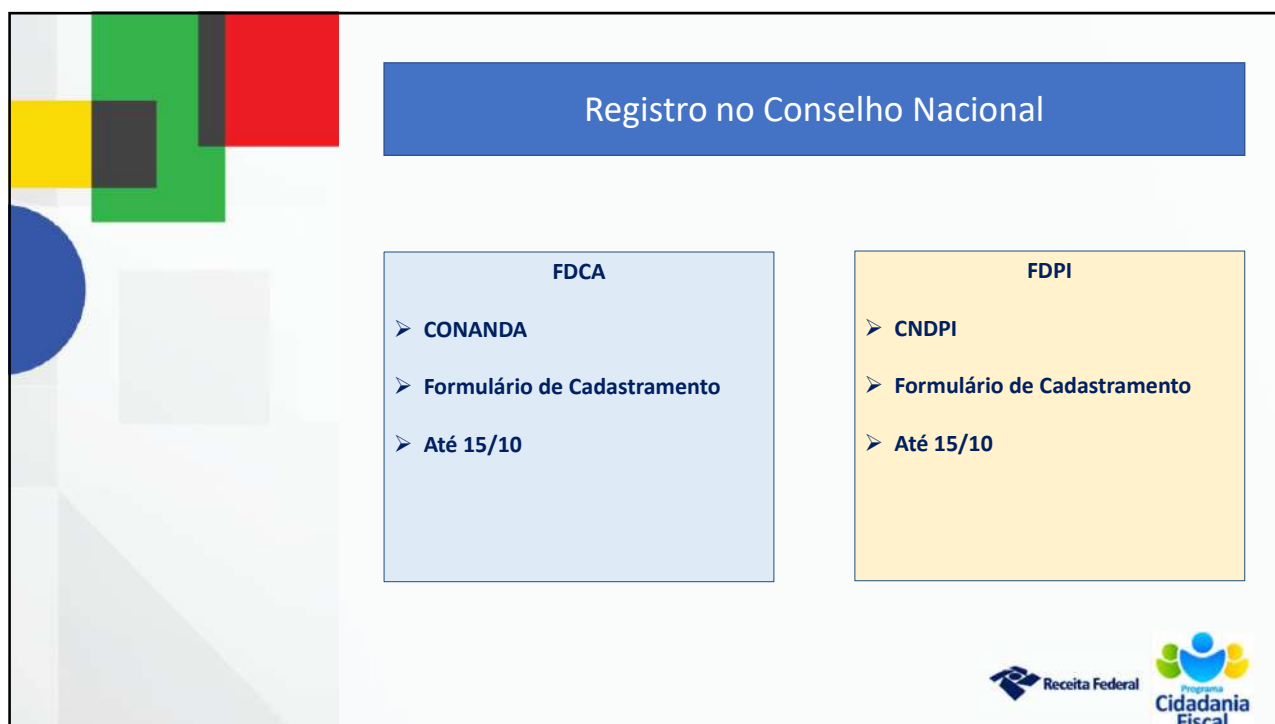 Registro no Conselho Nacional
FDCA
➢ CONANDA
➢ Formulário de Cadastramento
➢ Até 15/10
FDPI
➢ CNDPI
➢ Formulário de Cadastramento
➢ Até 15/10
Receita Federal
Programa
Cidadania
Fiscal